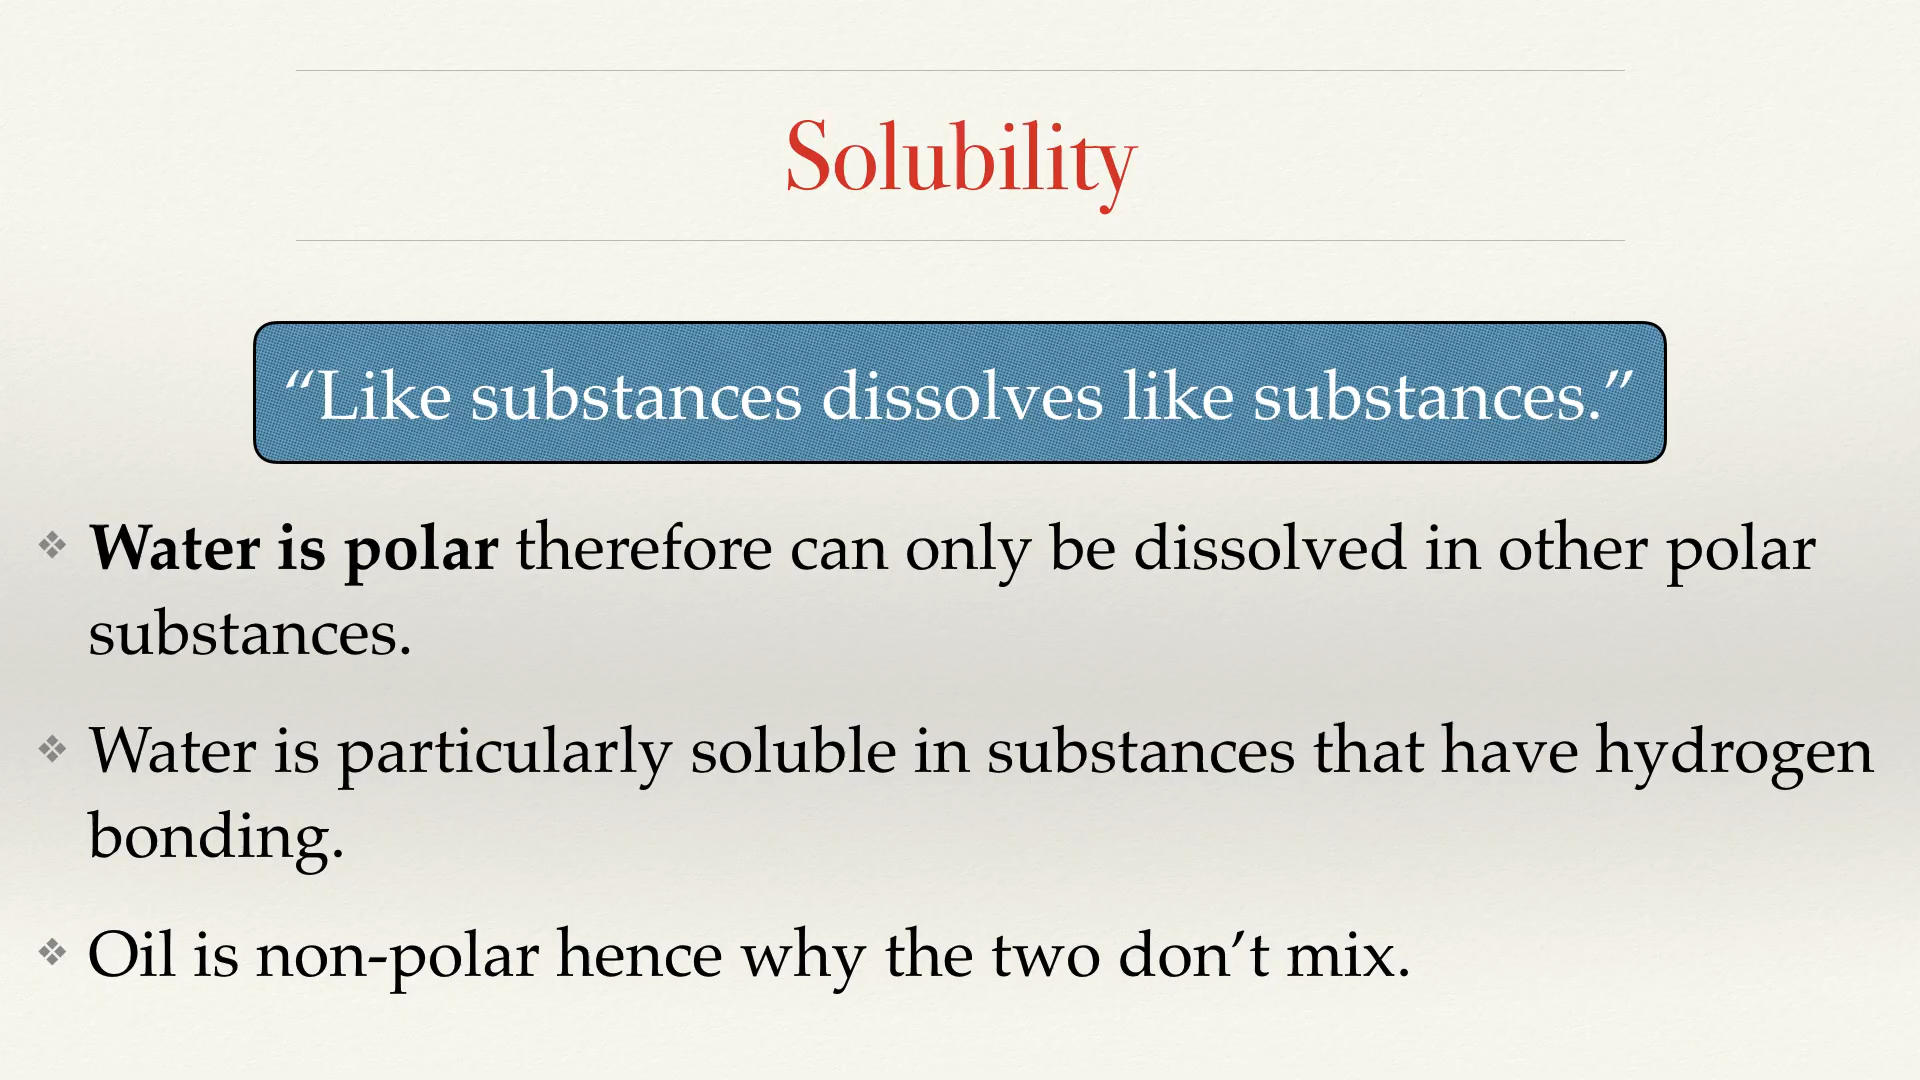 Solubility
“Like substances dissolves like substances.”
❖ Water is polar therefore can only be dissolved in other polar
substances.
❖ Water is particularly soluble in substances that have hydrogen
bonding.
❖ Oil is non-polar hence why the two don’t mix.